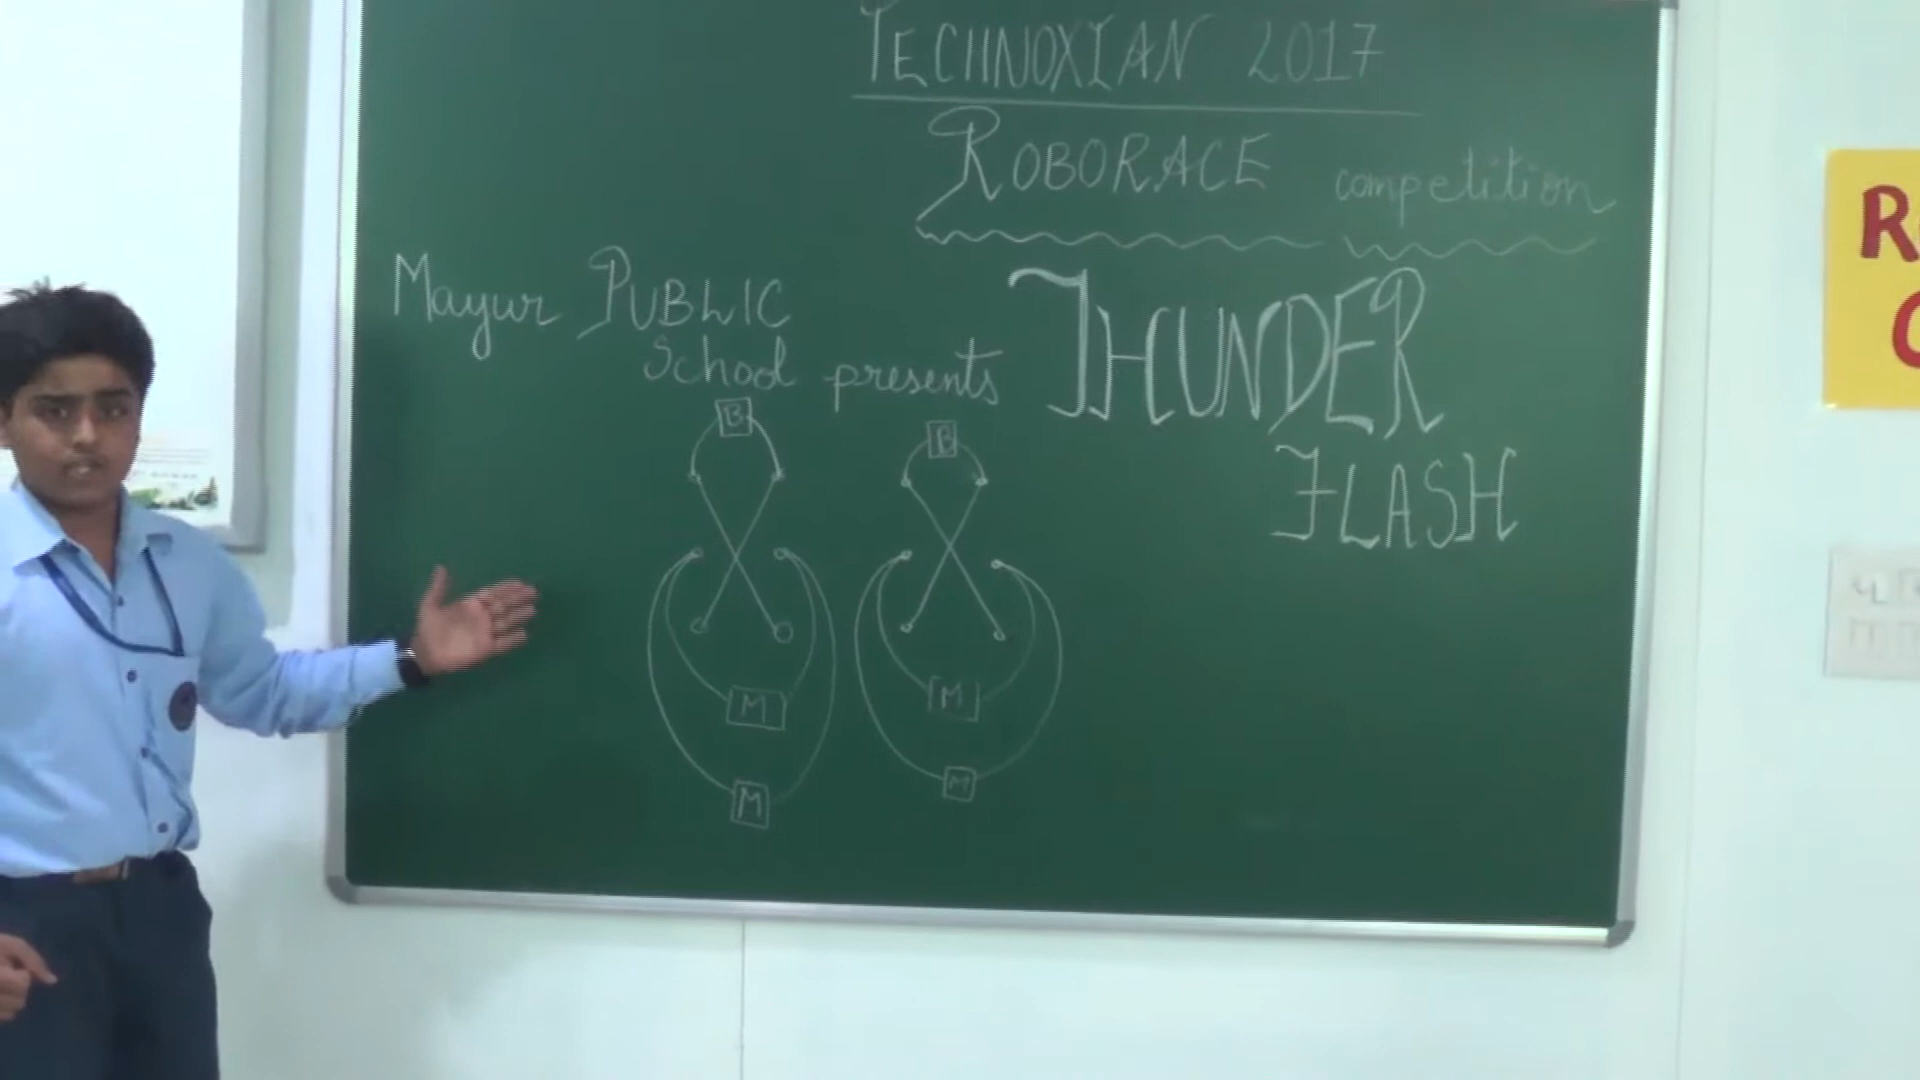 TECHNOXIAN 2017
ROBORACE competition
Mayur PUBLIC
School presents
THUNDER
FLASH
B B
M M
M M